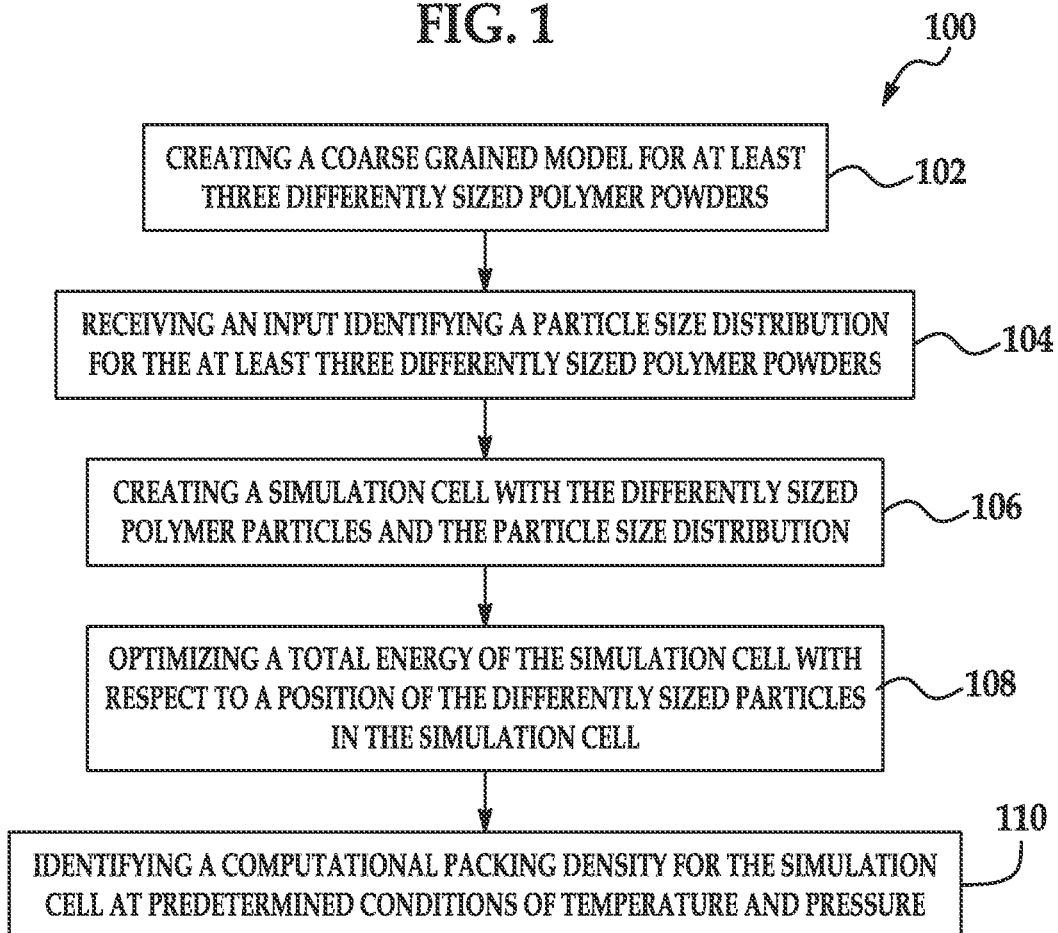 FIG. 1
100
CREATING A COARSE GRAINED MODEL FOR AT LEAST
THREE DIFFERENTLY SIZED POLYMER POWDERS
102
RECEIVING AN INPUT IDENTIFYING A PARTICLE SIZE DISTRIBUTION
FOR THE AT LEAST THREE DIFFERENTLY SIZED POLYMER POWDERS
104
CREATING A SIMULATION CELL WITH THE DIFFERENTLY SIZED
POLYMER PARTICLES AND THE PARTICLE SIZE DISTRIBUTION
106
OPTIMIZING A TOTAL ENERGY OF THE SIMULATION CELL WITH
RESPECT TO A POSITION OF THE DIFFERENTLY SIZED PARTICLES
IN THE SIMULATION CELL
108
110
IDENTIFYING A COMPUTATIONAL PACKING DENSITY FOR THE SIMULATION
CELL AT PREDETERMINED CONDITIONS OF TEMPERATURE AND PRESSURE